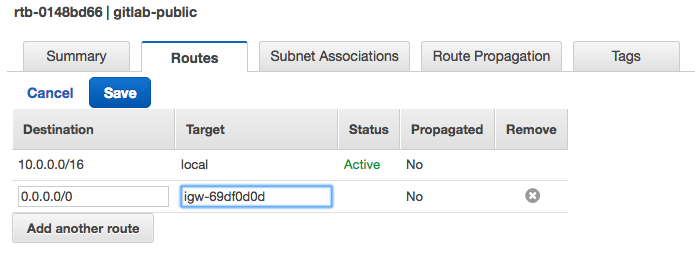 rtb-0148bd66 | gitlab-public
Summary Routes Subnet Associations Route Propagation Tags
Cancel Save
Destination Target Status Propagated Remove
10.0.0.0/16 local Active No
0.0.0.0/0 igw-69df0d0d No
Add another route